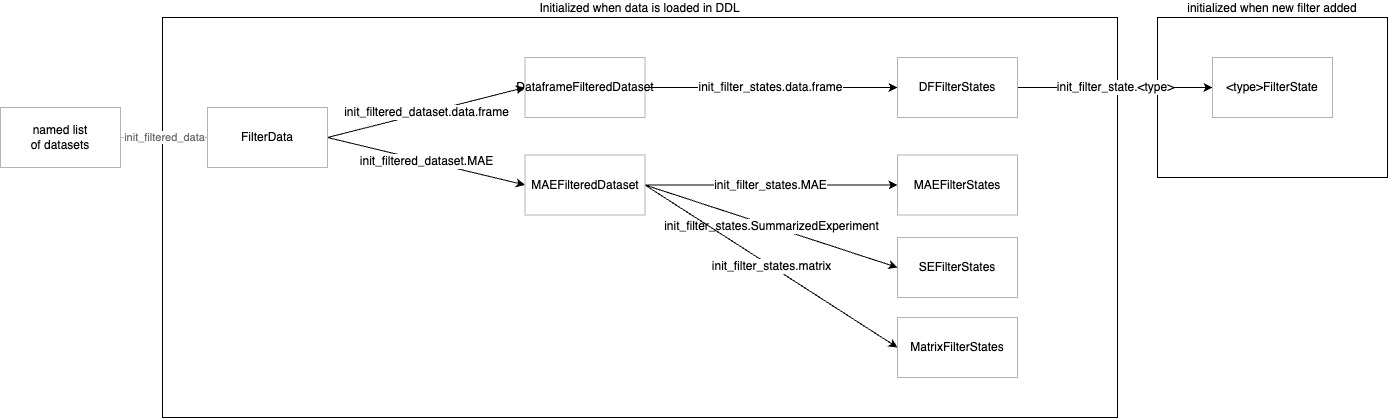 Initialized when data is loaded in DDL
initialized when new filter added
DataframeFilteredDataset
init_filter_states.data.frame
DFFilterStates
init_filter_state.<type>
<type>FilterState
init_filtered_dataset.data.frame
named list
of datasets
init_filtered_data
FilterData
init_filtered_dataset.MAE
MAEFilteredDataset
init_filter_states.MAE
MAEFilterStates
init_filter_states.SummarizedExperiment
init_filter_states.matrix
SEFilterStates
MatrixFilterStates